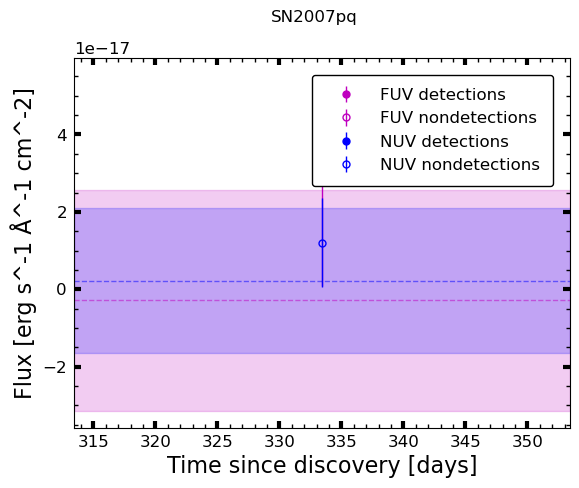 SN2007pq
1e−17
FUV detections
FUV nondetections
NUV detections
NUV nondetections
4
2
0
−2
Flux [erg s^-1 Å^-1 cm^-2]
315 320 325 330 335 340 345 350
Time since discovery [days]